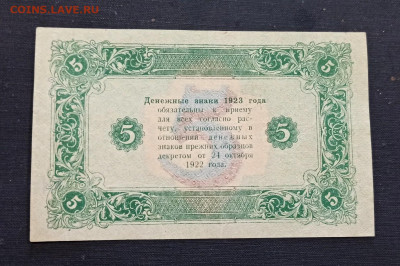 COINS.LAVE.RU
5 5
Денежные знаки 1923 года
обязательны к приему
для всех согласно рас-
чету, установленному в
отношении денежных
знаков прежних образцов
декретом от 24 октября
1922 года.
5 5
5 5